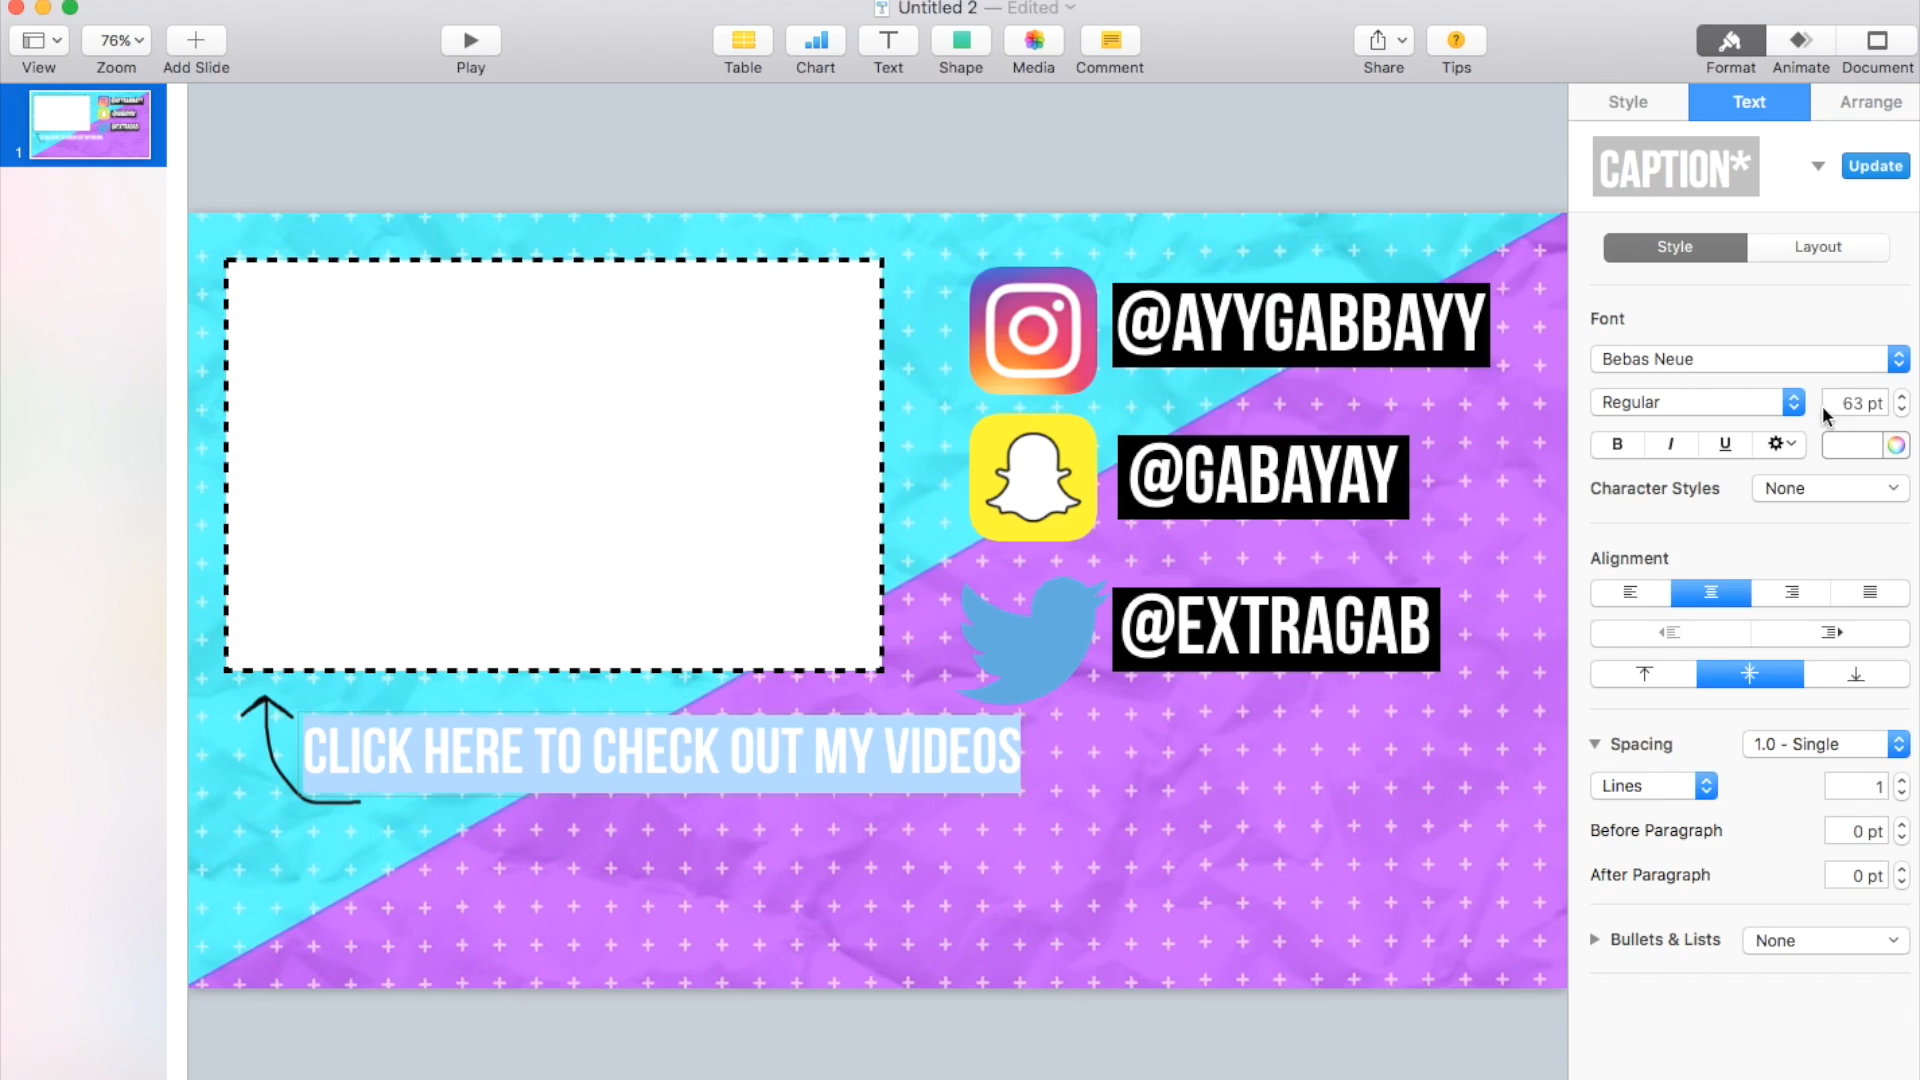 Untitled 2 — Edited
76%
View
Zoom
Add Slide
Play
Table
Chart
Text
Shape
Media
Comment
Share
Tips
Format
Animate
Document
1
@AYYGABBAYY
@GABAYAY
@EXTRAGAB
CLICK HERE TO CHECK OUT MY VIDEOS
Style
Text
Arrange
CAPTION*
Update
Style
Layout
Font
Bebas Neue
Regular
63 pt
B
I
U
Character Styles
None
Alignment
Spacing
1.0 - Single
Lines
1
Before Paragraph
0 pt
After Paragraph
0 pt
Bullets & Lists
None